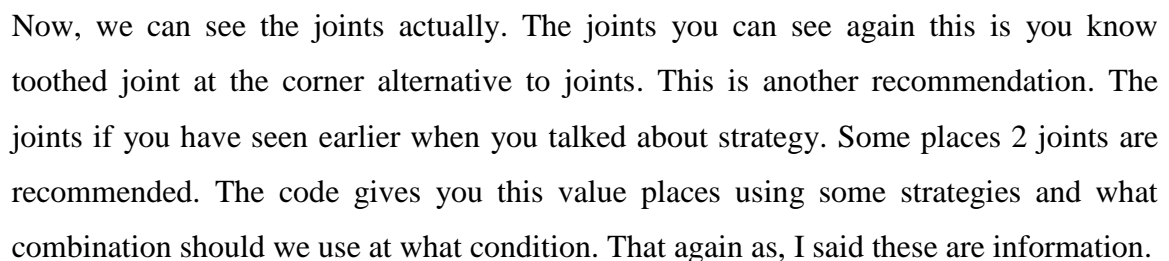 Now, we can see the joints actually. The joints you can see again this is you know
toothed joint at the corner alternative to joints. This is another recommendation. The
joints if you have seen earlier when you talked about strategy. Some places 2 joints are
recommended. The code gives you this value places using some strategies and what
combination should we use at what condition. That again as, I said these are information.